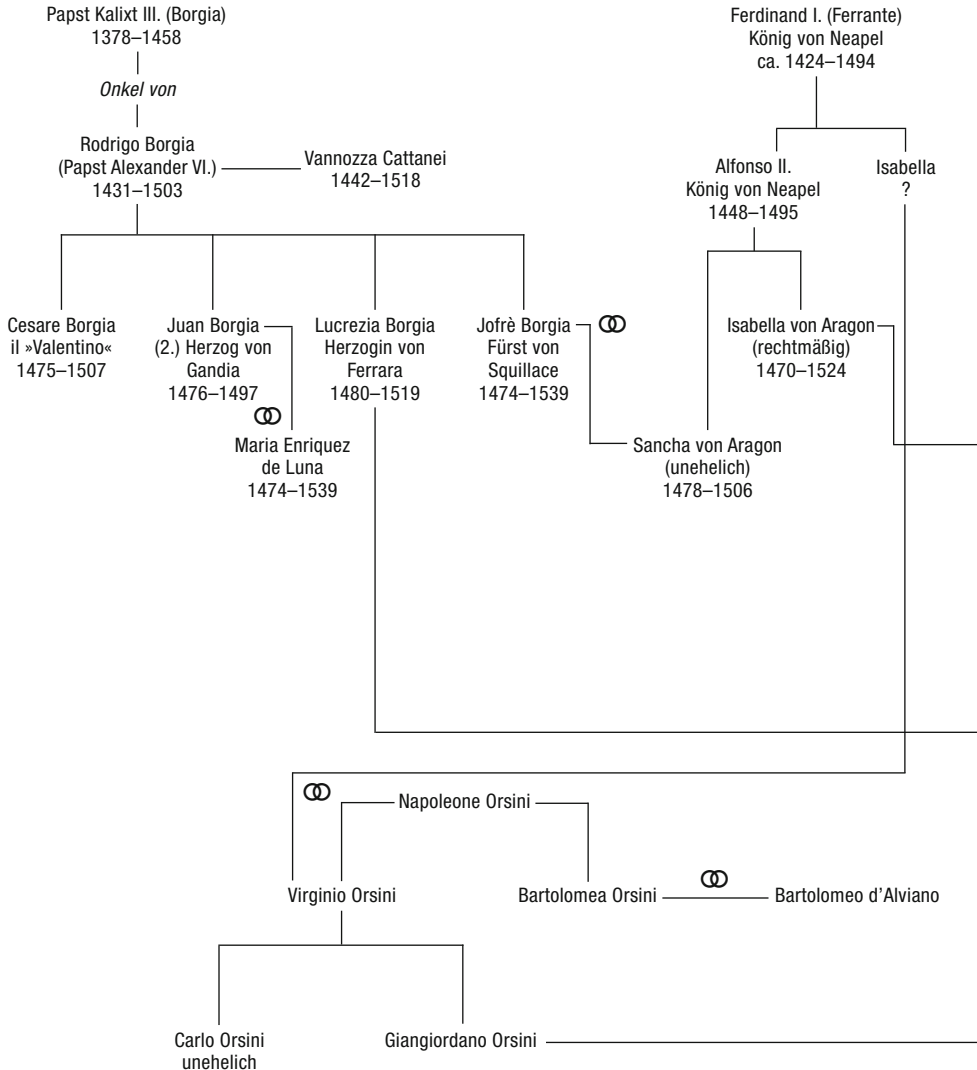 Papst Kalixt III. (Borgia)
1378–1458
Onkel von
Rodrigo Borgia
(Papst Alexander VI.)
1431–1503
Vannozza Cattanei
1442–1518
Ferdinand I. (Ferrante)
König von Neapel
ca. 1424–1494
Alfonso II.
König von Neapel
1448–1495
Isabella
?
Cesare Borgia
il »Valentino«
1475–1507
Juan Borgia
(2.) Herzog von
Gandia
1476–1497
Maria Enriquez
de Luna
1474–1539
Lucrezia Borgia
Herzogin von
Ferrara
1480–1519
Jofrè Borgia
Fürst von
Squillace
1474–1539
Sancha von Aragon
(unehelich)
1478–1506
Isabella von Aragon
(rechtmäßig)
1470–1524
Napoleone Orsini
Virginio Orsini
Bartolomea Orsini
Bartolomeo d'Alviano
Carlo Orsini
unehelich
Giangiordano Orsini